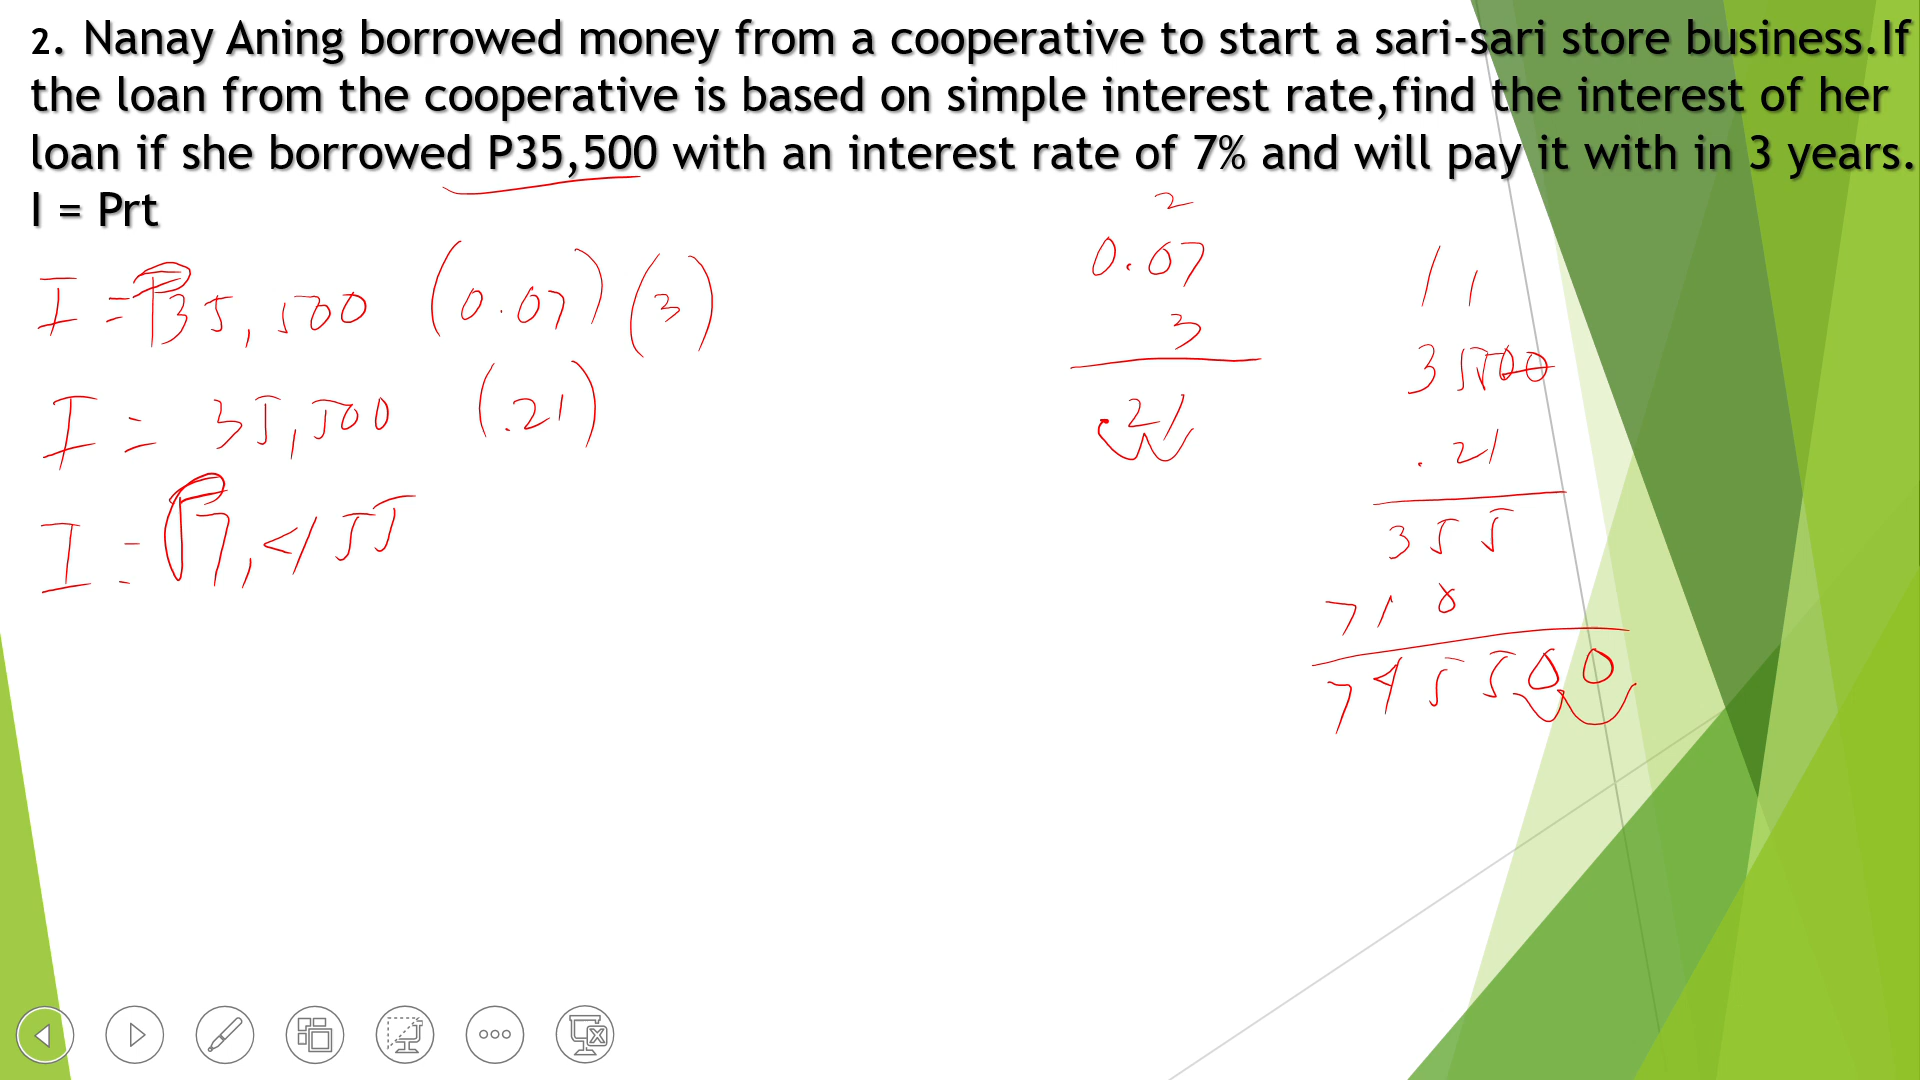 2. Nanay Aning borrowed money from a cooperative to start a sari-sari store business.If
the loan from the cooperative is based on simple interest rate,find the interest of her
loan if she borrowed P35,500 with an interest rate of 7% and will pay it with in 3 years.
I = Prt
I = ₱35,500 (0.07)(3)
I = 35,500 (.21)
I = ₱7,455
2
0.07
3
.21
1 1
35500
.21
355
710
745500